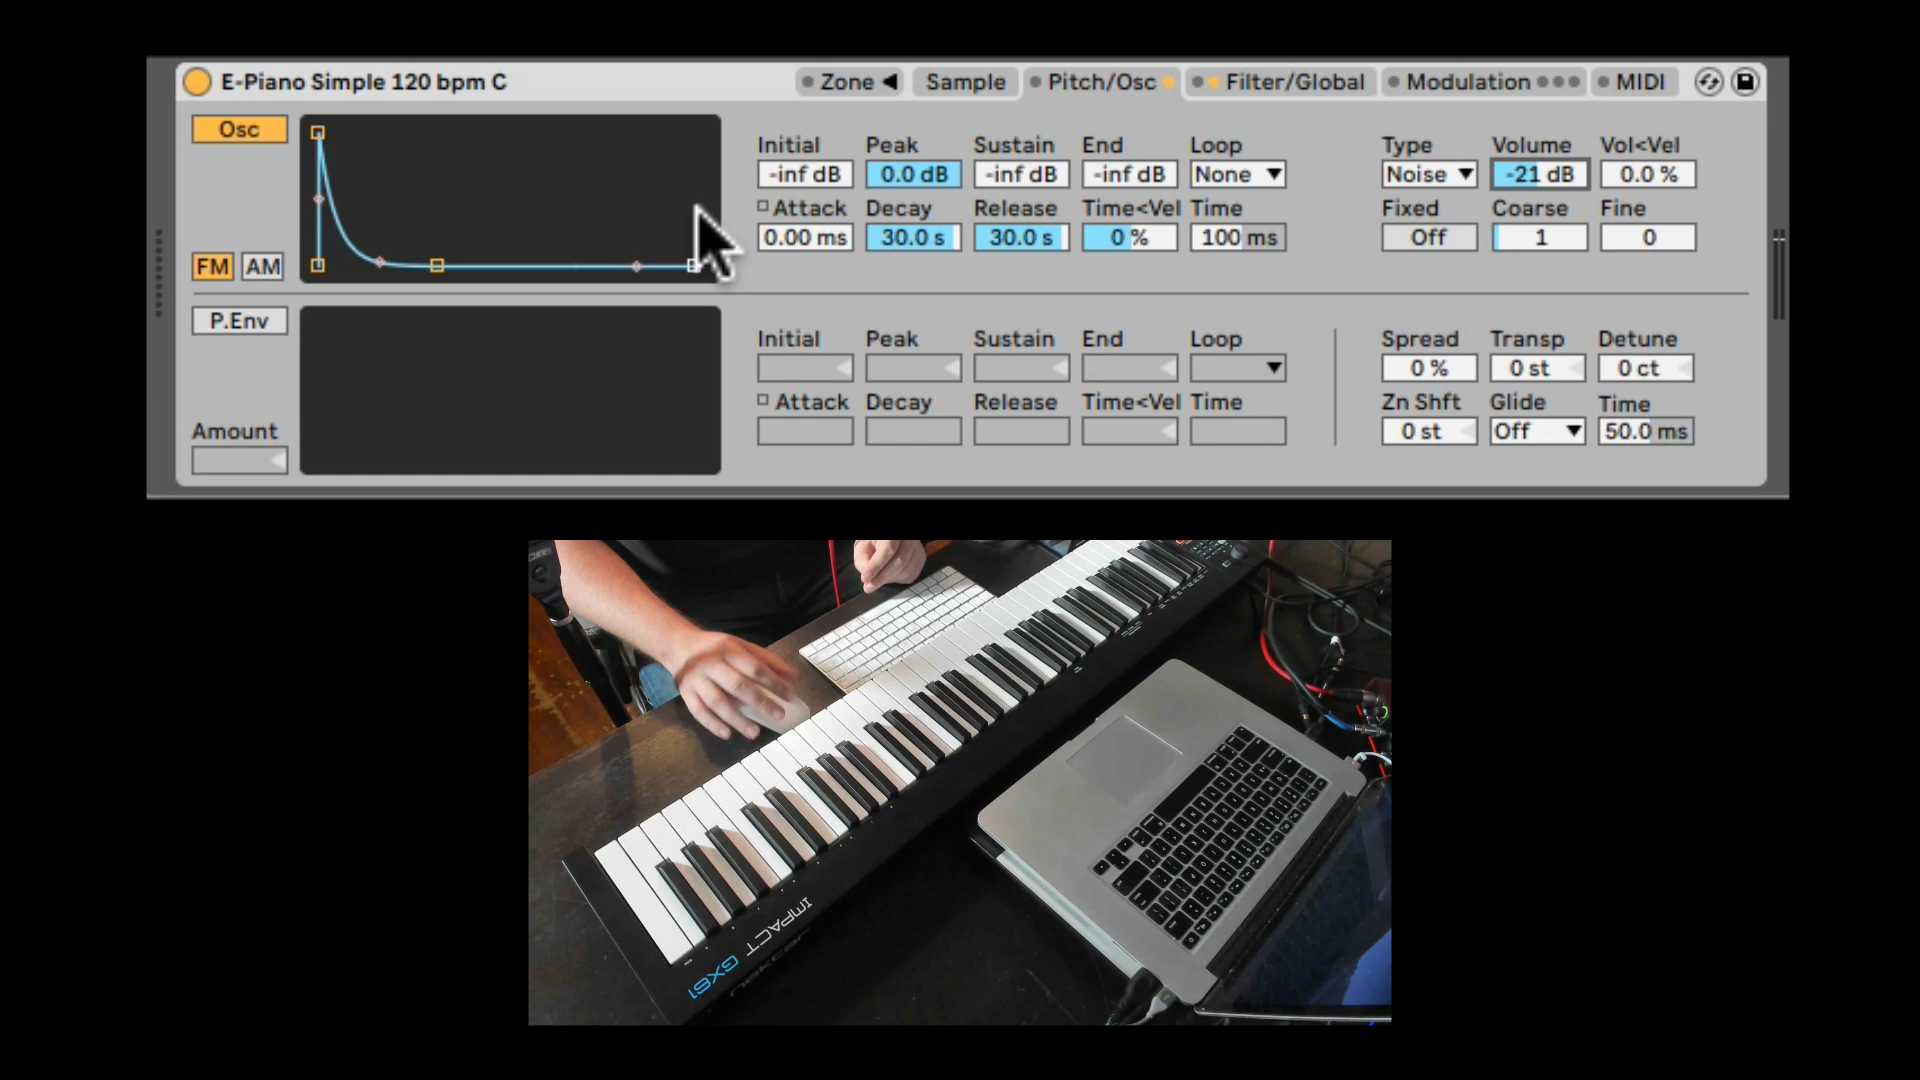 E-Piano Simple 120 bpm C
Zone Sample Pitch/Osc Filter/Global Modulation MIDI
Osc
FM AM
Initial Peak Sustain End Loop
-inf dB 0.0 dB -inf dB -inf dB None
Attack Decay Release Time<Vel Time
0.00 ms 30.0 s 30.0 s 0 % 100 ms
Type Volume Vol<Vel
Noise -21 dB 0.0 %
Fixed Coarse Fine
Off 1 0
P.Env
Amount
Initial Peak Sustain End Loop
Attack Decay Release Time<Vel Time
Spread Transp Detune
0 % 0 st 0 ct
Zn Shft Glide Time
0 st Off 50.0 ms
IMPACT GX61